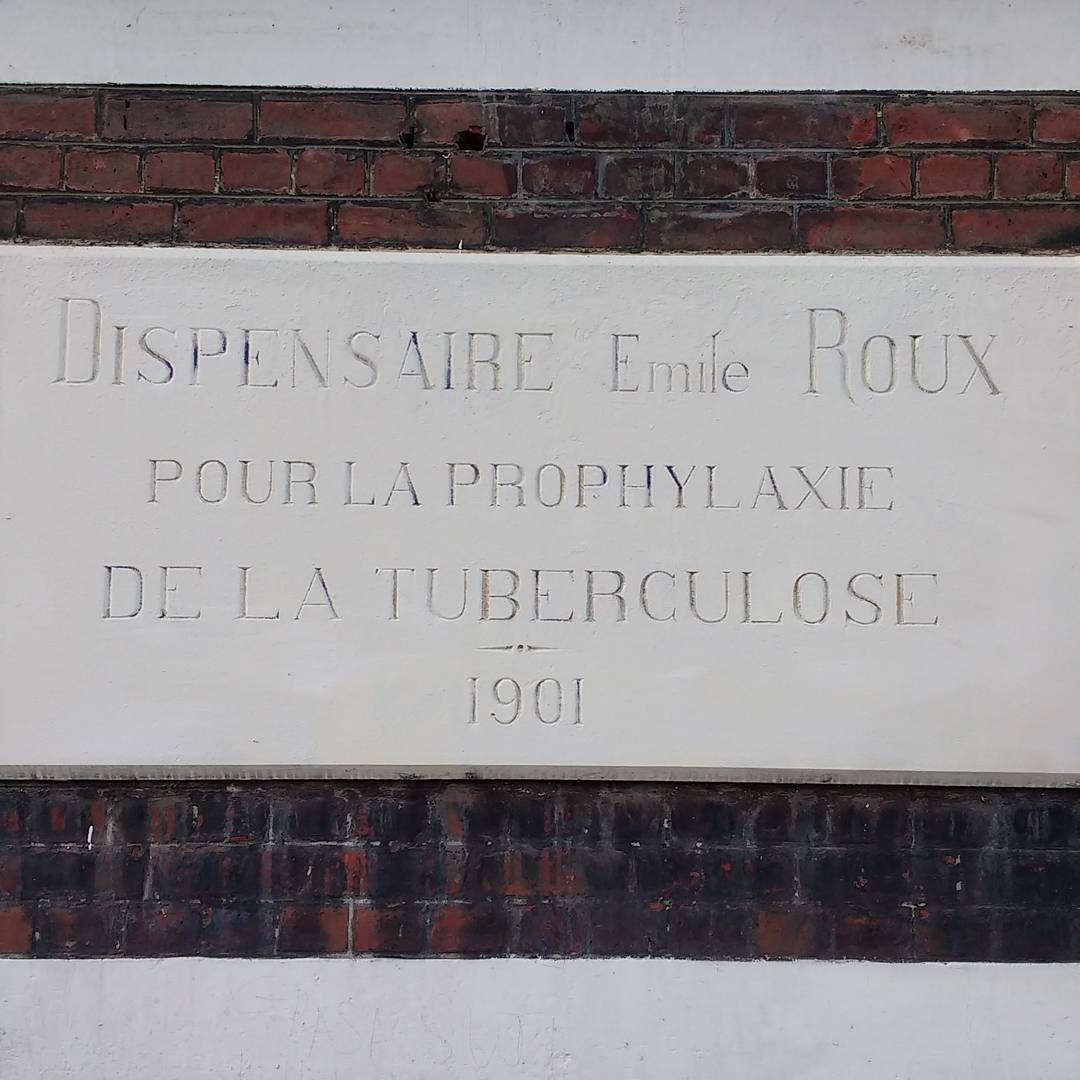 DISPENSAIRE "Emile ROUX"
POUR LA PROPHYLAXIE
DE LA TUBERCULOSE
1901